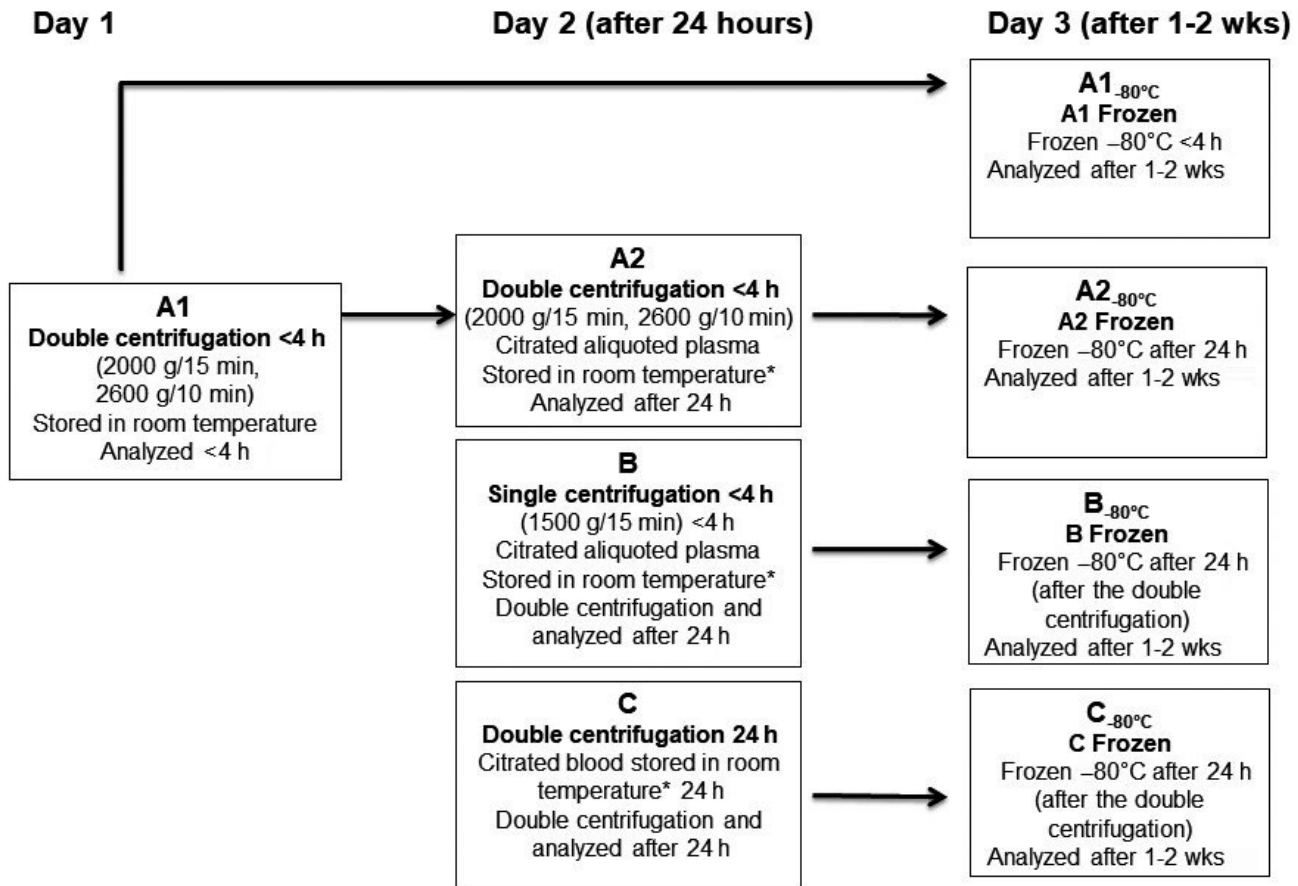 Day 1
Day 2 (after 24 hours)
Day 3 (after 1-2 wks)
A1-80°C
A1 Frozen
Frozen –80°C <4 h
Analyzed after 1-2 wks
A1
Double centrifugation <4 h
(2000 g/15 min,
2600 g/10 min)
Stored in room temperature
Analyzed <4 h
A2
Double centrifugation <4 h
(2000 g/15 min, 2600 g/10 min)
Citrated aliquoted plasma
Stored in room temperature*
Analyzed after 24 h
A2-80°C
A2 Frozen
Frozen –80°C after 24 h
Analyzed after 1-2 wks
B
Single centrifugation <4 h
(1500 g/15 min) <4 h
Citrated aliquoted plasma
Stored in room temperature*
Double centrifugation and
analyzed after 24 h
B-80°C
B Frozen
Frozen –80°C after 24 h
(after the double
centrifugation)
Analyzed after 1-2 wks
C
Double centrifugation 24 h
Citrated blood stored in room
temperature* 24 h
Double centrifugation and
analyzed after 24 h
C-80°C
C Frozen
Frozen –80°C after 24 h
(after the double
centrifugation)
Analyzed after 1-2 wks